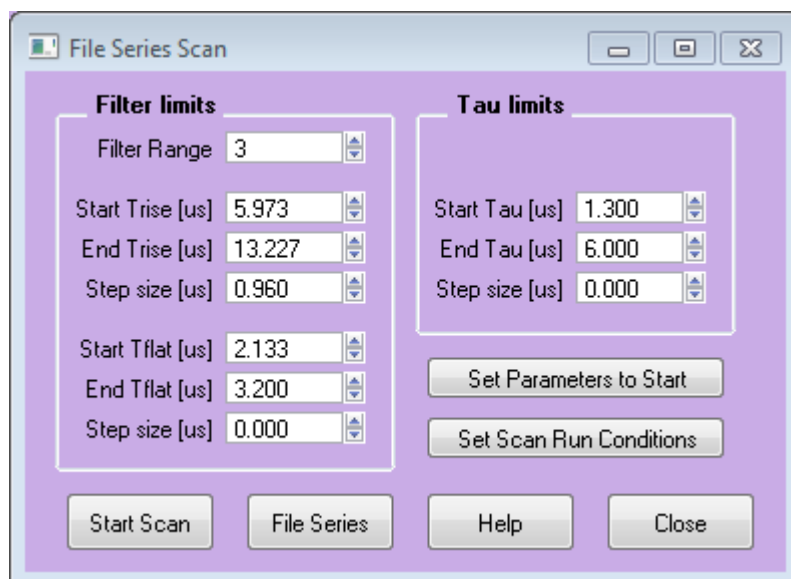 File Series Scan
Filter limits
Filter Range 3
Start Trise [us] 5.973
End Trise [us] 13.227
Step size [us] 0.960
Start Tflat [us] 2.133
End Tflat [us] 3.200
Step size [us] 0.000
Tau limits
Start Tau [us] 1.300
End Tau [us] 6.000
Step size [us] 0.000
Set Parameters to Start
Set Scan Run Conditions
Start Scan
File Series
Help
Close